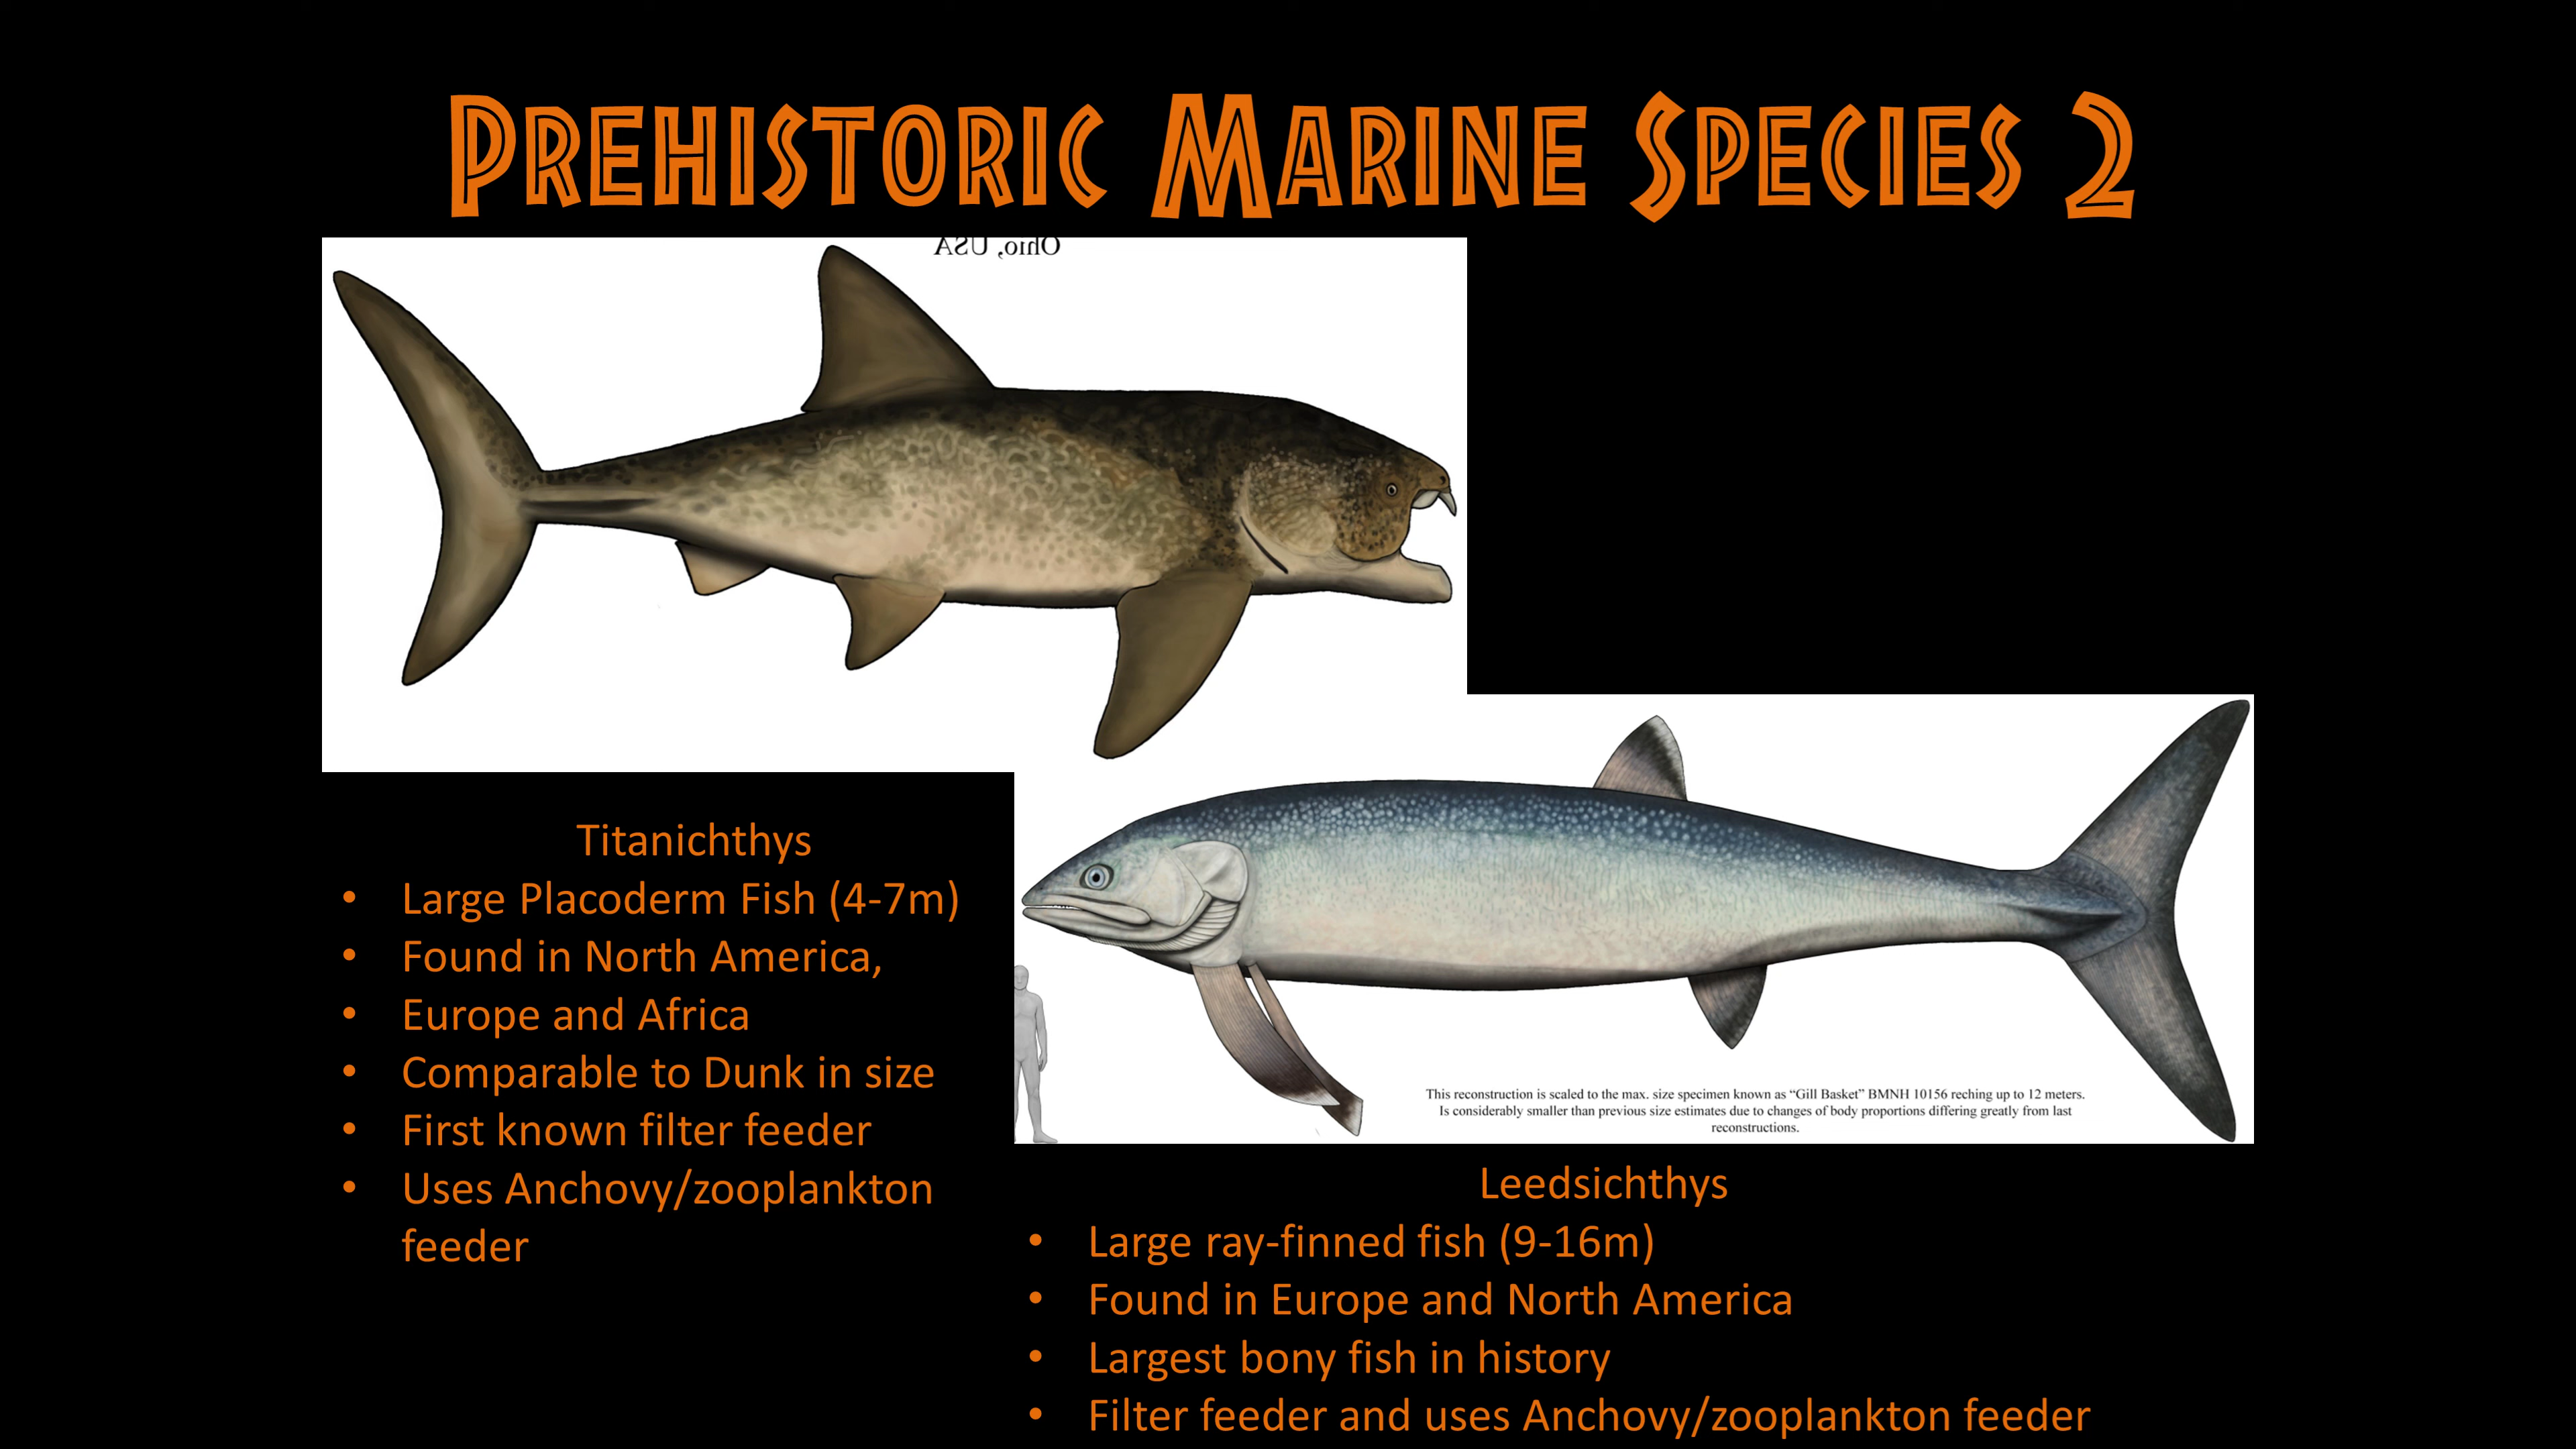 Prehistoric Marine Species 2
Ohio, USA
Titanichthys
• Large Placoderm Fish (4-7m)
• Found in North America,
• Europe and Africa
• Comparable to Dunk in size
• First known filter feeder
• Uses Anchovy/zooplankton
feeder
This reconstruction is scaled to the max. size specimen known as “Gill Basket” BMNH 10156 reching up to 12 meters.
Is considerably smaller than previous size estimates due to changes of body proportions differing greatly from last
reconstructions.
Leedsichthys
• Large ray-finned fish (9-16m)
• Found in Europe and North America
• Largest bony fish in history
• Filter feeder and uses Anchovy/zooplankton feeder